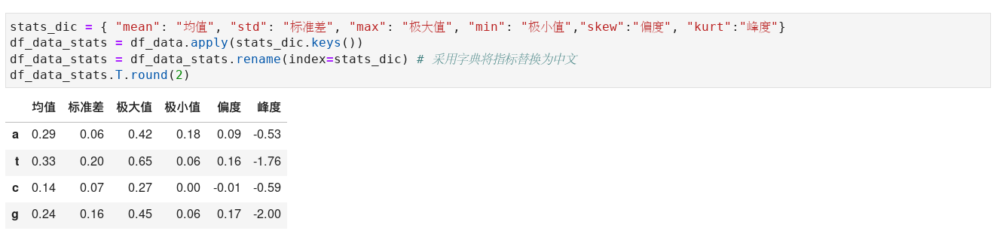 stats_dic = { "mean": "均值", "std": "标准差", "max": "极大值", "min": "极小值","skew":"偏度", "kurt":"峰度"}
df_data_stats = df_data.apply(stats_dic.keys())
df_data_stats = df_data_stats.rename(index=stats_dic) # 采用字典将指标替换为中文
df_data_stats.T.round(2)
均值 标准差 极大值 极小值 偏度 峰度
a 0.29 0.06 0.42 0.18 0.09 -0.53
t 0.33 0.20 0.65 0.06 0.16 -1.76
c 0.14 0.07 0.27 0.00 -0.01 -0.59
g 0.24 0.16 0.45 0.06 0.17 -2.00